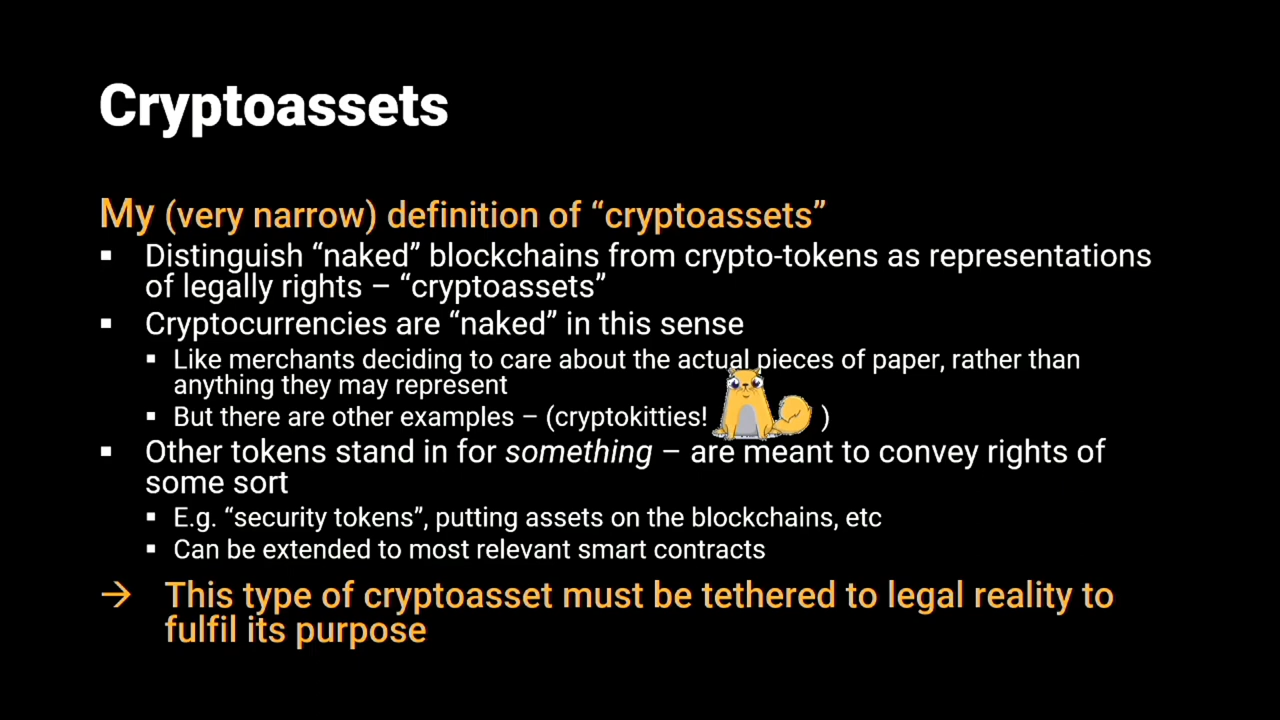 Cryptoassets
My (very narrow) definition of “cryptoassets”
▪ Distinguish “naked” blockchains from crypto-tokens as representations
of legally rights – “cryptoassets”
▪ Cryptocurrencies are “naked” in this sense
▪ Like merchants deciding to care about the actual pieces of paper, rather than
anything they may represent
▪ But there are other examples – (cryptokitties! )
▪ Other tokens stand in for something – are meant to convey rights of
some sort
▪ E.g. “security tokens”, putting assets on the blockchains, etc
▪ Can be extended to most relevant smart contracts
→ This type of cryptoasset must be tethered to legal reality to
fulfil its purpose